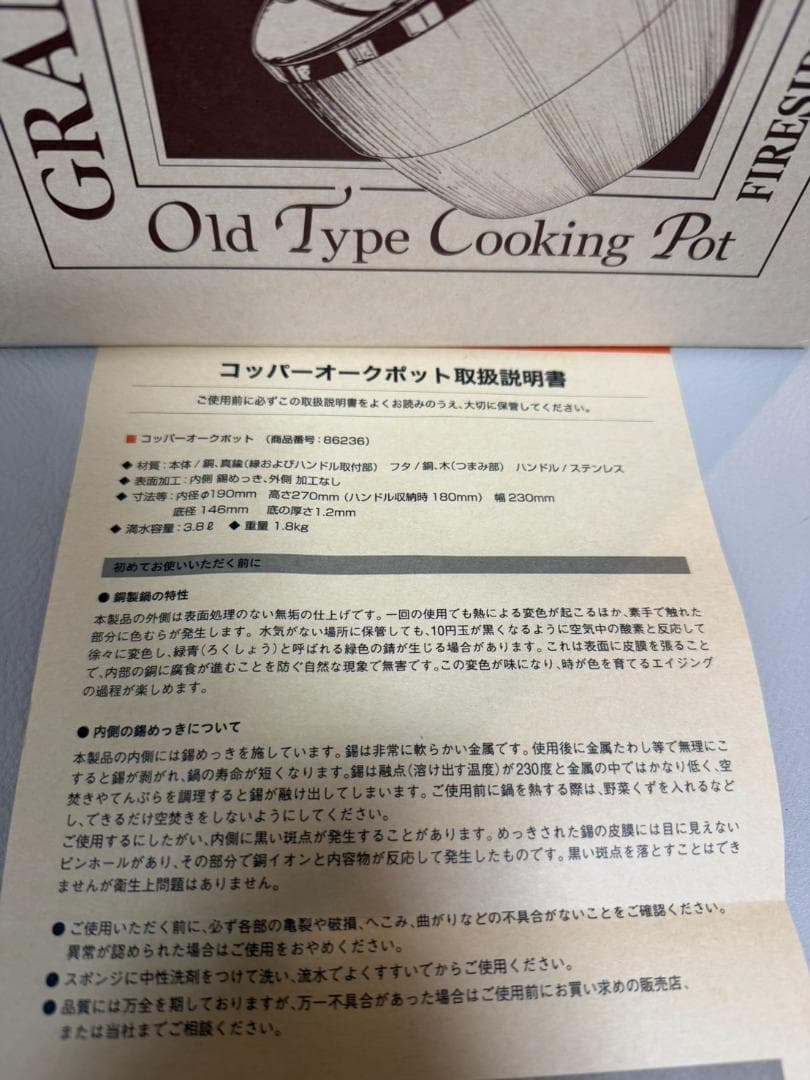 Old Type Cooking Pot
コッパーオークポット取扱説明書
ご使用前に必ずこの取扱説明書をよくお読みのうえ、大切に保管してください。
■ コッパーオークポット （商品番号：86236）
◆ 材質：本体 / 銅、真鍮（縁およびハンドル取付部） フタ / 銅、木（つまみ部） ハンドル / ステンレス
◆ 表面加工：内側 錫めっき、外側 加工なし
◆ 寸法等：内径φ190mm 高さ270mm（ハンドル収納時 180mm） 幅 230mm
底径 146mm 底の厚さ1.2mm
◆ 満水容量：3.8ℓ ◆ 重量 1.8kg
初めてお使いいただく前に
● 銅製鍋の特性
本製品の外側は表面処理のない無垢の仕上げです。一回の使用でも熱による変色が起こるほか、素手で触れた
部分に色むらが発生します。水気がない場所に保管しても、10円玉が黒くなるように空気中の酸素と反応して
徐々に変色し、緑青（ろくしょう）と呼ばれる緑色の錆が生じる場合があります。これは表面に皮膜を張ること
で、内部の銅に腐食が進むことを防ぐ自然な現象で無害です。この変色が味になり、時が色を育てるエイジング
の過程が楽しめます。
● 内側の錫めっきについて
本製品の内側には錫めっきを施しています。錫は非常に軟らかい金属です。使用後に金属たわし等で無理にこ
すると錫が剥がれ、鍋の寿命が短くなります。錫は融点（溶け出す温度）が230度と金属の中ではかなり低く、空
焚きやてんぷらを調理すると錫が融け出してしまいます。ご使用前に鍋を熱する際は、野菜くずを入れるなど
し、できるだけ空焚きをしないようにしてください。
ご使用するにしたがい、内側に黒い斑点が発生することがあります。めっきされた錫の皮膜には目に見えない
ピンホールがあり、その部分で銅イオンと内容物が反応して発生したものです。黒い斑点を落とすことはでき
ませんが衛生上問題はありません。
● ご使用いただく前に、必ず各部の亀裂や破損、へこみ、曲がりなどの不具合がないことをご確認ください。
異常が認められた場合はご使用をおやめください。
● スポンジに中性洗剤をつけて洗い、流水でよくすすいでからご使用ください。
● 品質には万全を期しておりますが、万一不具合があった場合はご使用前にお買い求めの販売店、
または当社までご相談ください。